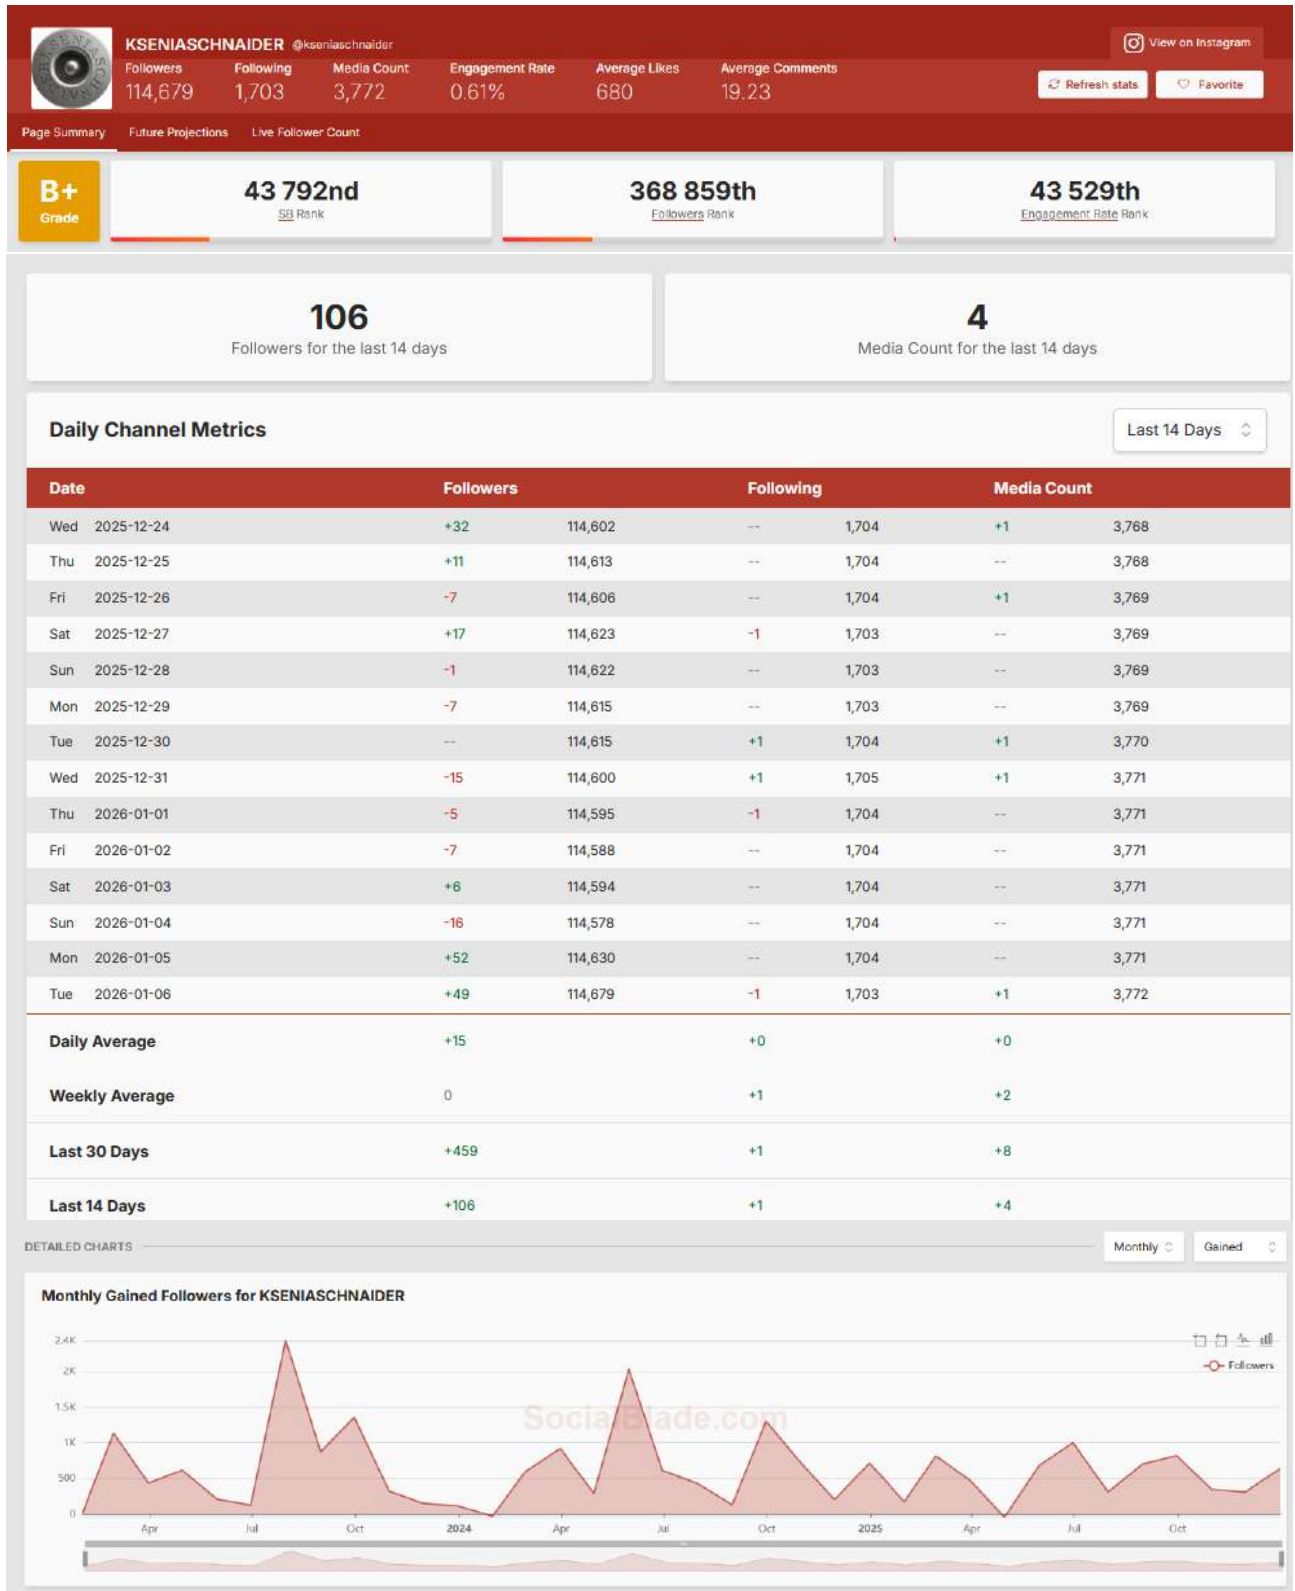 KSENIASCHNAIDER @kseniaschnaider
View on Instagram
Followers Following Media Count Engagement Rate Average Likes Average Comments
114,679 1,703 3,772 0.61% 680 19.23
Refresh stats Favorite
Page Summary Future Projections Live Follower Count
B+ 43 792nd 368 859th 43 529th
Grade SB Rank Followers Rank Engagement Rate Rank
106 4
Followers for the last 14 days Media Count for the last 14 days
Daily Channel Metrics Last 14 Days
Date Followers Following Media Count
Wed 2025-12-24 +32 114,602 -- 1,704 +1 3,768
Thu 2025-12-25 +11 114,613 -- 1,704 -- 3,768
Fri 2025-12-26 -7 114,606 -- 1,704 +1 3,769
Sat 2025-12-27 +17 114,623 -1 1,703 -- 3,769
Sun 2025-12-28 -1 114,622 -- 1,703 -- 3,769
Mon 2025-12-29 -7 114,615 -- 1,703 -- 3,769
Tue 2025-12-30 -- 114,615 +1 1,704 +1 3,770
Wed 2025-12-31 -15 114,600 +1 1,705 +1 3,771
Thu 2026-01-01 -5 114,595 -1 1,704 -- 3,771
Fri 2026-01-02 -7 114,588 -- 1,704 -- 3,771
Sat 2026-01-03 +6 114,594 -- 1,704 -- 3,771
Sun 2026-01-04 -16 114,578 -- 1,704 -- 3,771
Mon 2026-01-05 +52 114,630 -- 1,704 -- 3,771
Tue 2026-01-06 +49 114,679 -1 1,703 +1 3,772
Daily Average +15 +0 +0
Weekly Average 0 +1 +2
Last 30 Days +459 +1 +8
Last 14 Days +106 +1 +4
DETAILED CHARTS Monthly Gained
Monthly Gained Followers for KSENIASCHNAIDER
2.4K
Followers
2K
1.5K
SocialBlade.com
1K
500
0
Apr Jul Oct 2024 Apr Jul Oct 2025 Apr Jul Oct